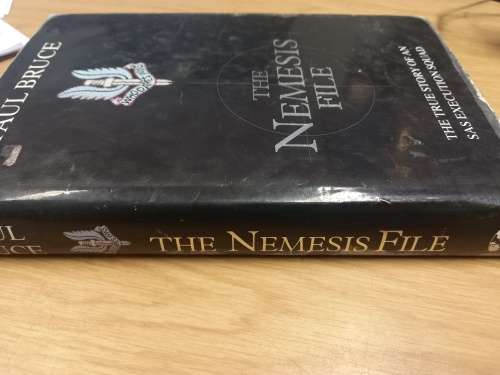 PAUL BRUCE
THE
NEMESIS
FILE
THE TRUE STORY OF AN
SAS EXECUTION SQUAD
THE NEMESIS FILE